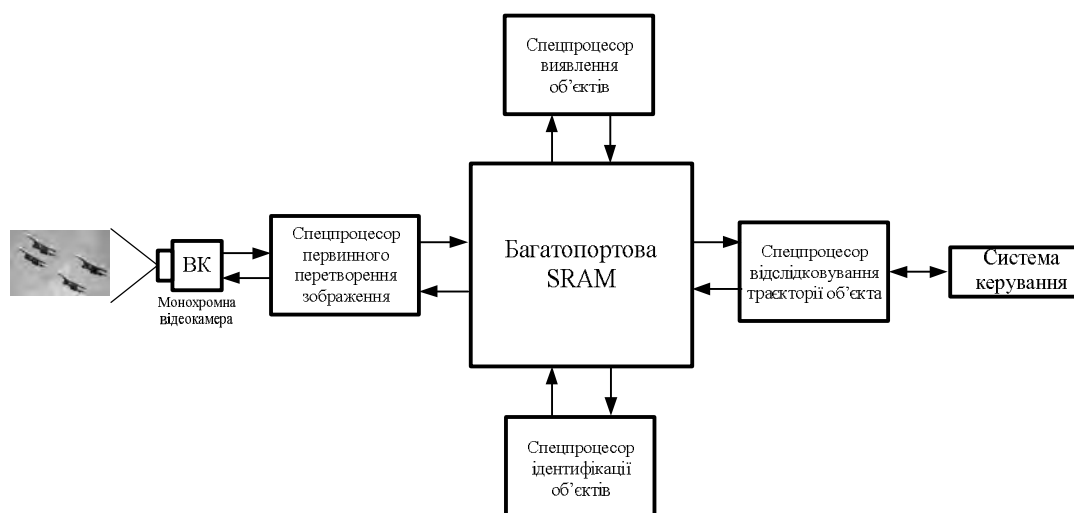 Спецпроцесор
виявлення
об’єктів
ВК
Монохромна
відеокамера
Спецпроцесор
первинного
перетворення
зображення
Багатопортова
SRAM
Спецпроцесор
відслідковування
траєкторії об’єкта
Система
керування
Спецпроцесор
ідентифікації
об’єктів